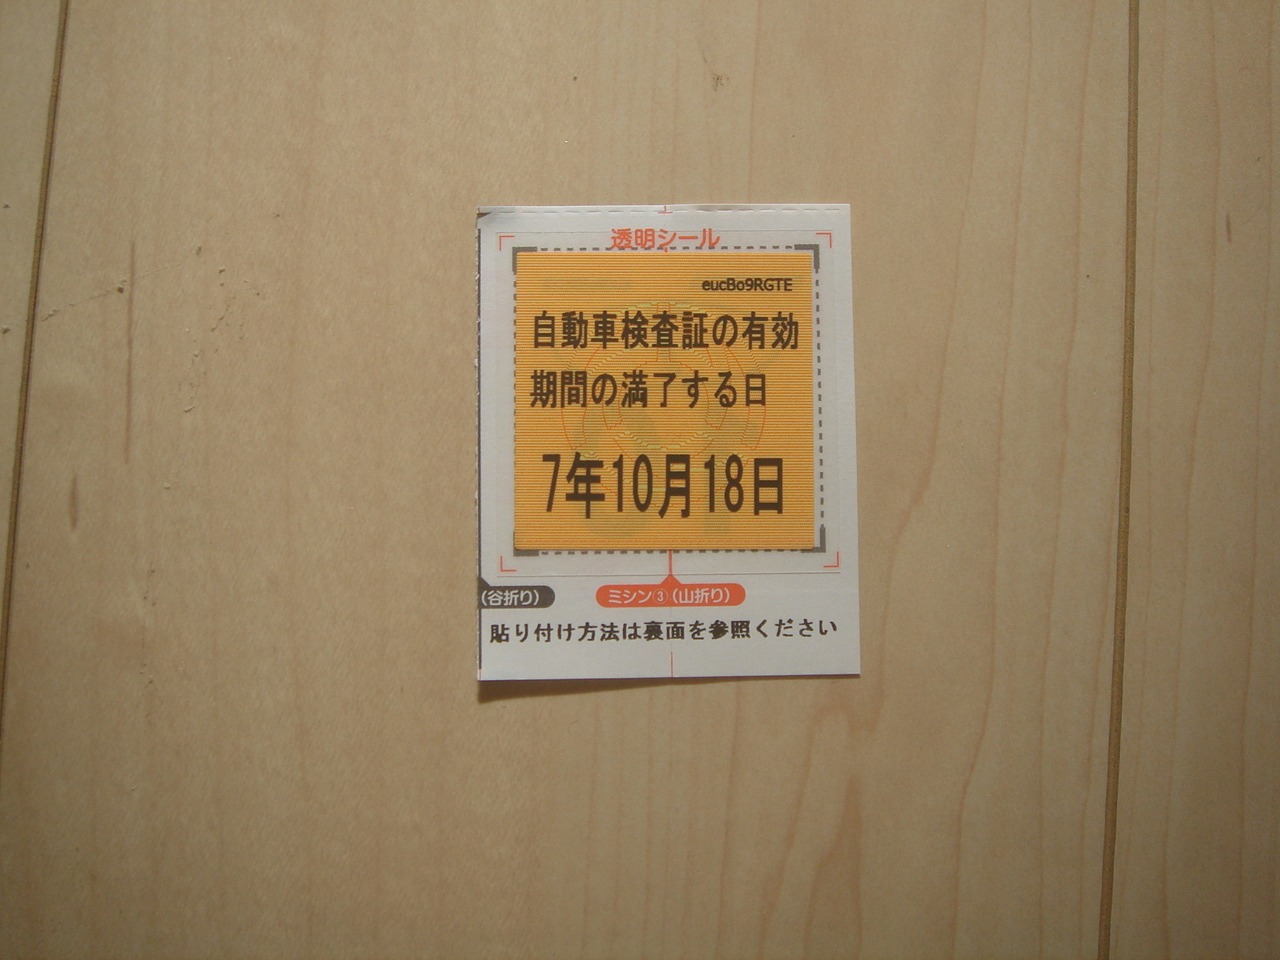 透明シール
eucBo9RGTE
自動車検査証の有効
期間の満了する日
7年10月18日
(谷折り)
ミシン③(山折り)
貼り付け方法は裏面を参照ください